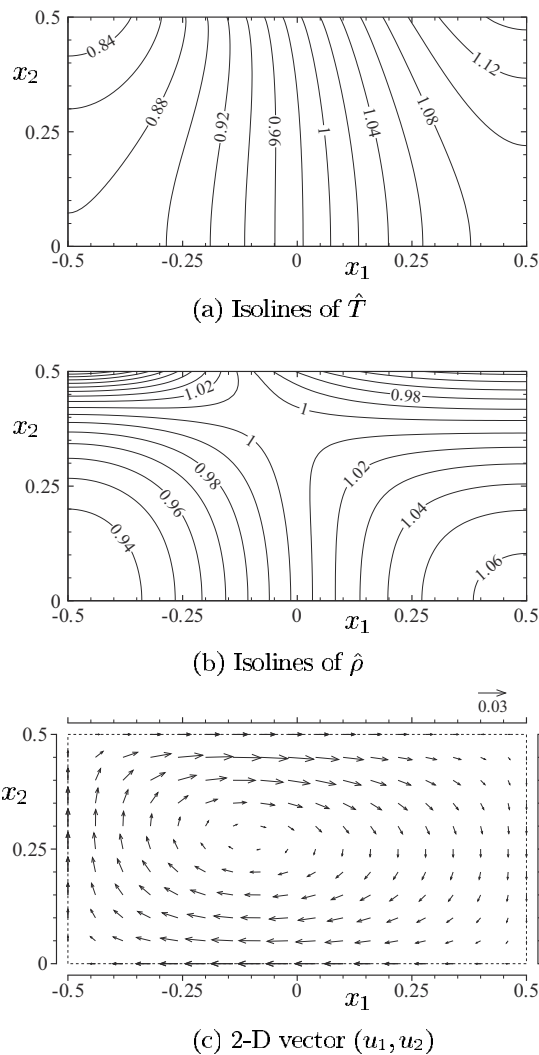 0.5
x₂
0.25
0
0.84
0.88
0.92
0.96
1
1.04
1.08
1.12
-0.5 -0.25 0 0.25 0.5
x₁
(a) Isolines of T̂
0.5
x₂
0.25
0
1.02
0.98
1
1
0.98
1.02
0.96
1.04
0.94
1.06
-0.5 -0.25 0 0.25 0.5
x₁
(b) Isolines of ρ̂
0.03
0.5
x₂
0.25
0
-0.5 -0.25 0 0.25 0.5
x₁
(c) 2-D vector (u₁, u₂)